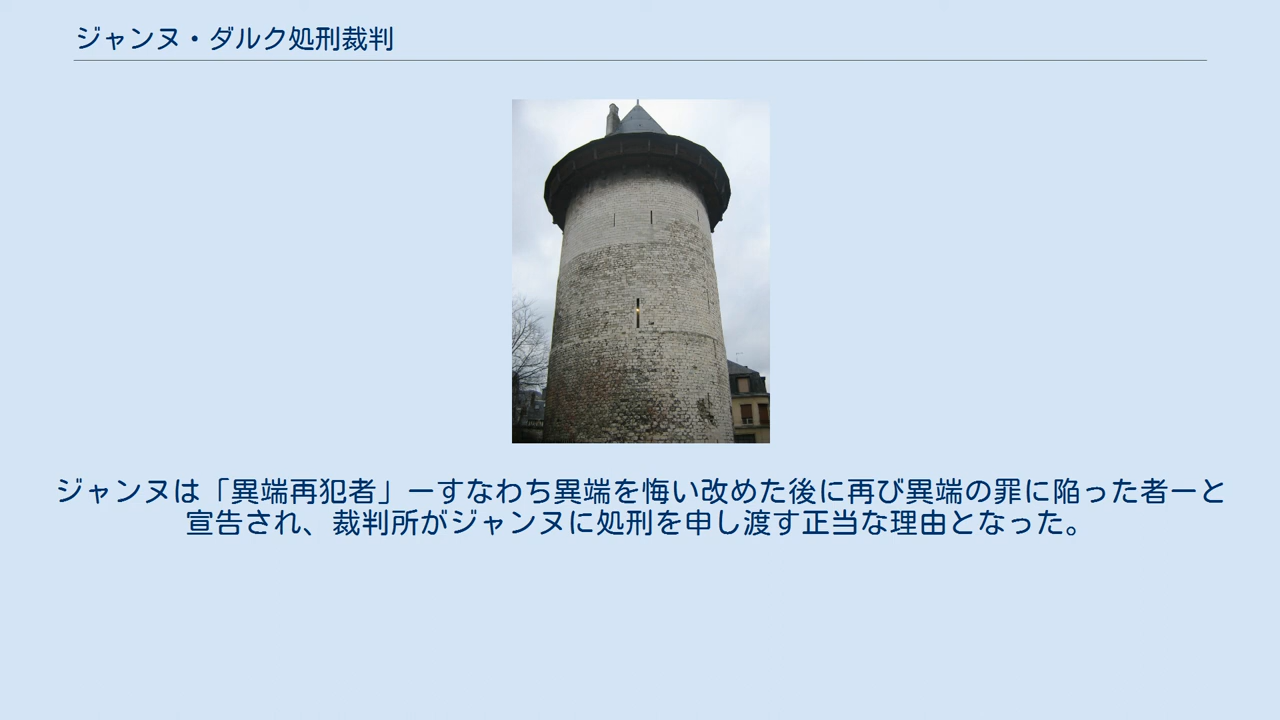 ジャンヌ・ダルク処刑裁判
ジャンヌは「異端再犯者」ーすなわち異端を悔い改めた後に再び異端の罪に陥った者ーと
宣告され、裁判所がジャンヌに処刑を申し渡す正当な理由となった。